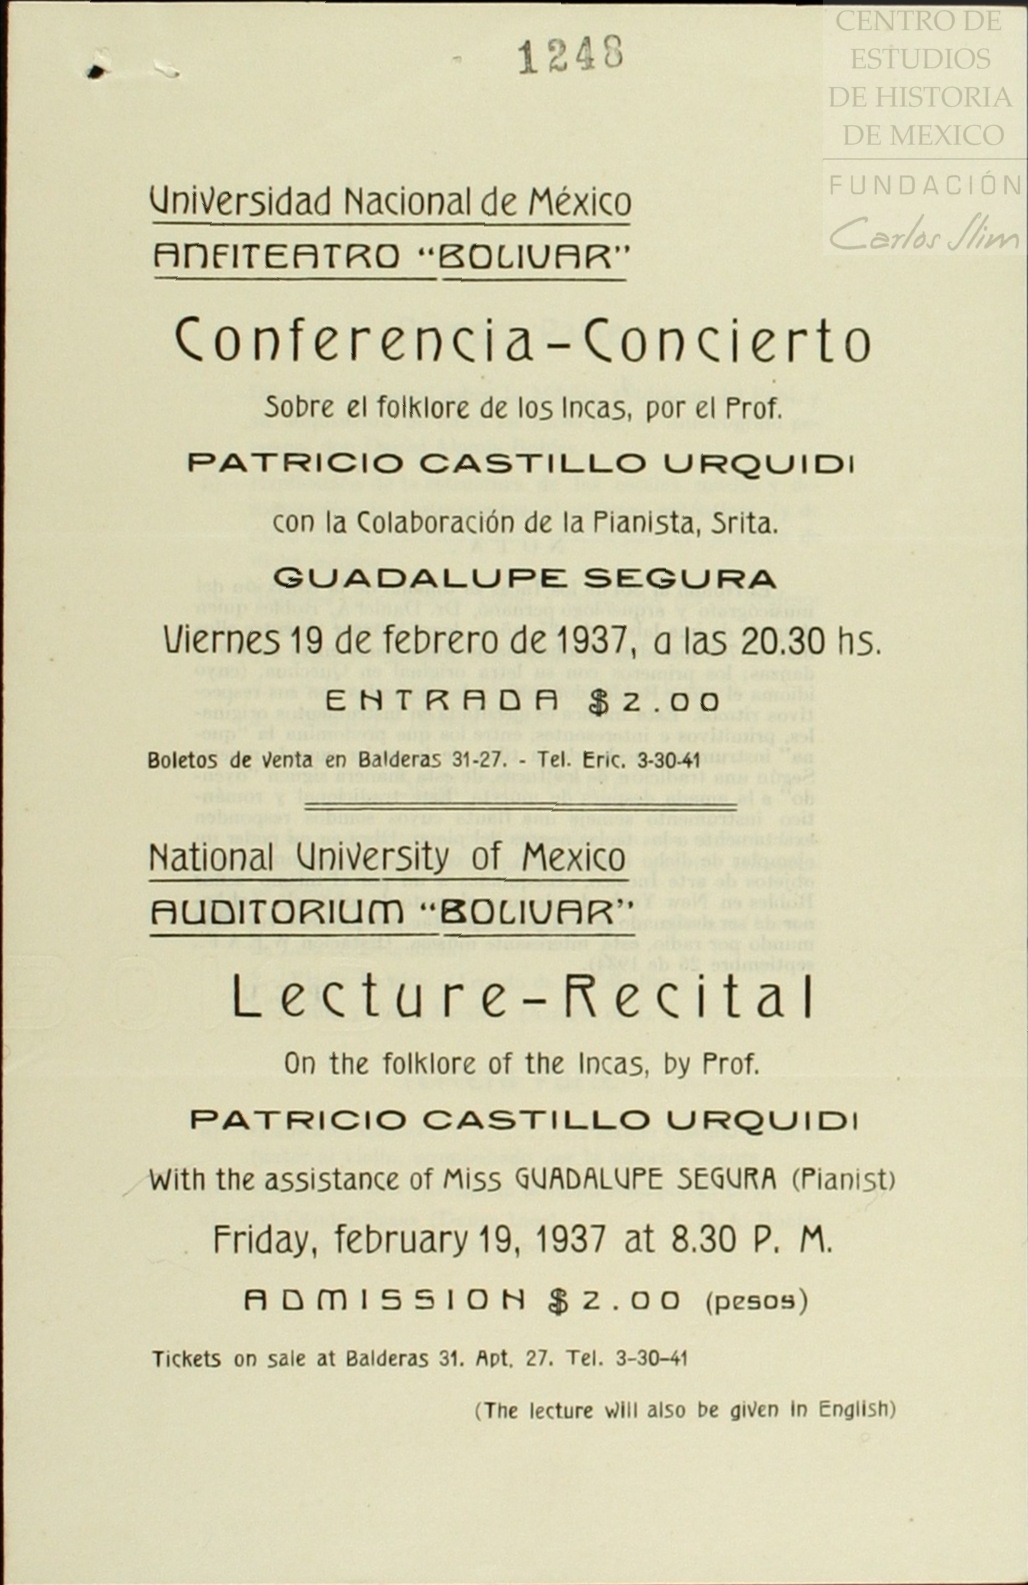 1248
CENTRO DE
ESTUDIOS
DE HISTORIA
DE MEXICO
FUNDACIÓN
Carlos Slim
Universidad Nacional de México
ANFITEATRO "BOLIVAR"
Conferencia-Concierto
Sobre el folklore de los Incas, por el Prof.
PATRICIO CASTILLO URQUIDI
con la Colaboración de la Pianista, Srita.
GUADALUPE SEGURA
Viernes 19 de febrero de 1937, a las 20.30 hs.
ENTRADA $2.00
Boletos de venta en Balderas 31-27. - Tel. Eric. 3-30-41
National University of Mexico
AUDITORIUM "BOLIVAR"
Lecture-Recital
On the folklore of the Incas, by Prof.
PATRICIO CASTILLO URQUIDI
With the assistance of Miss GUADALUPE SEGURA (Pianist)
Friday, february 19, 1937 at 8.30 P. M.
ADMISSION $2.00 (pesos)
Tickets on sale at Balderas 31. Apt. 27. Tel. 3-30-41
(The lecture will also be given in English)